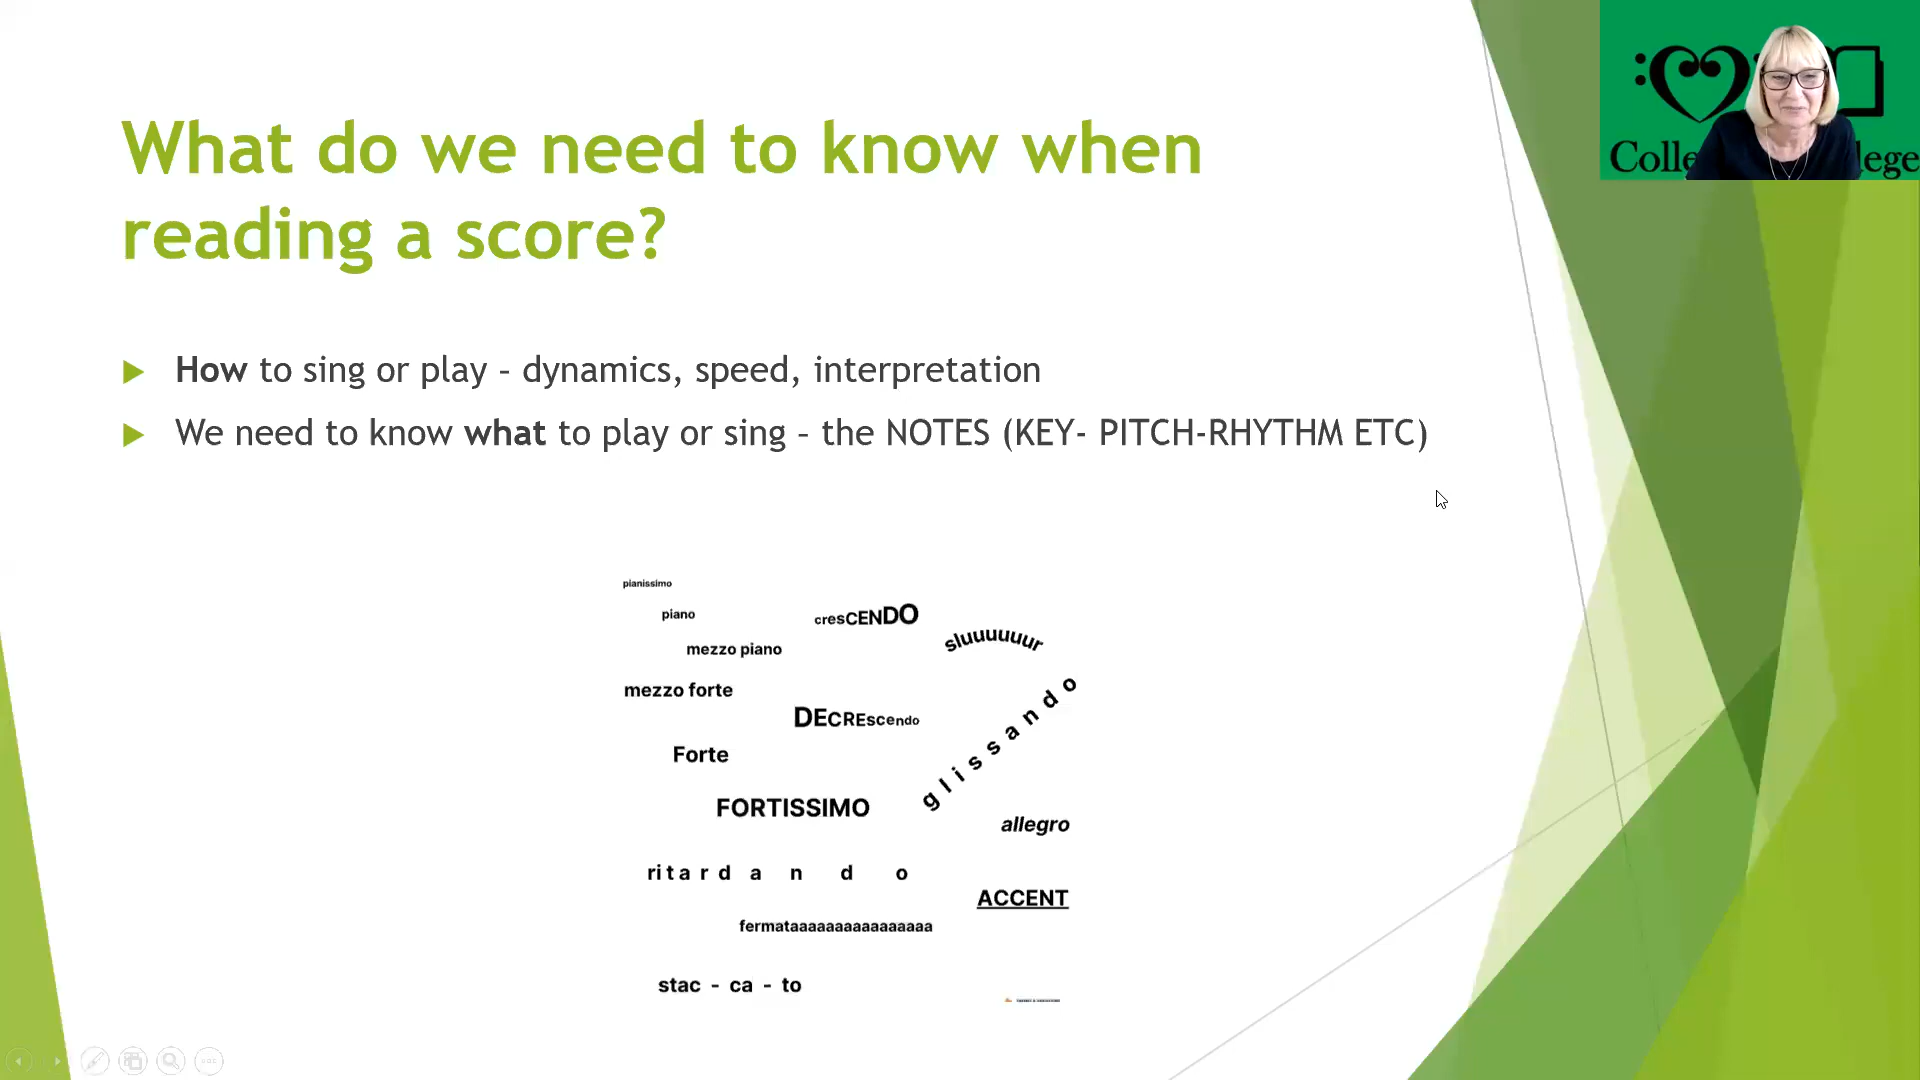 What do we need to know when
reading a score?
How to sing or play – dynamics, speed, interpretation
We need to know what to play or sing – the NOTES (KEY- PITCH-RHYTHM ETC)
pianissimo
piano
cresCENDO
sluuuuuur
mezzo piano
mezzo forte
DECREscendo
glissando
Forte
FORTISSIMO
allegro
ritardando
ACCENT
fermataaaaaaaaaaaaaaaa
stac - ca - to
Colle
lege